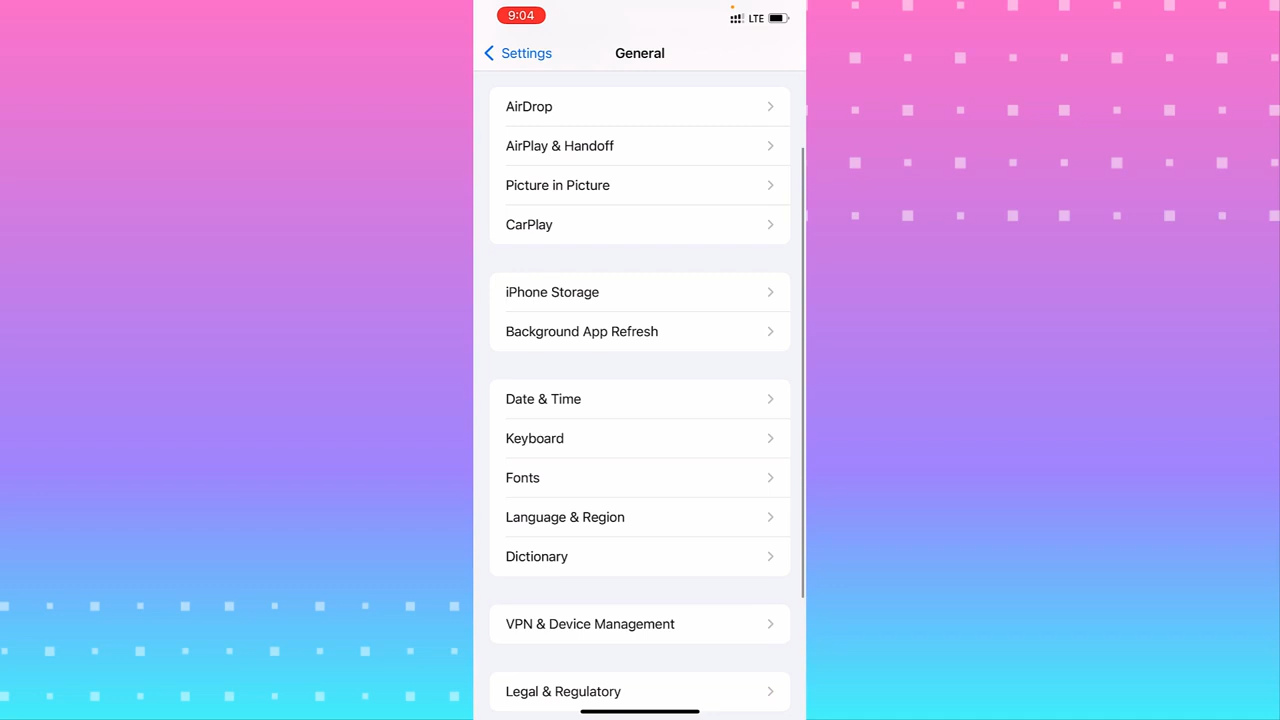 9:04
LTE
Settings
General
AirDrop
AirPlay & Handoff
Picture in Picture
CarPlay
iPhone Storage
Background App Refresh
Date & Time
Keyboard
Fonts
Language & Region
Dictionary
VPN & Device Management
Legal & Regulatory